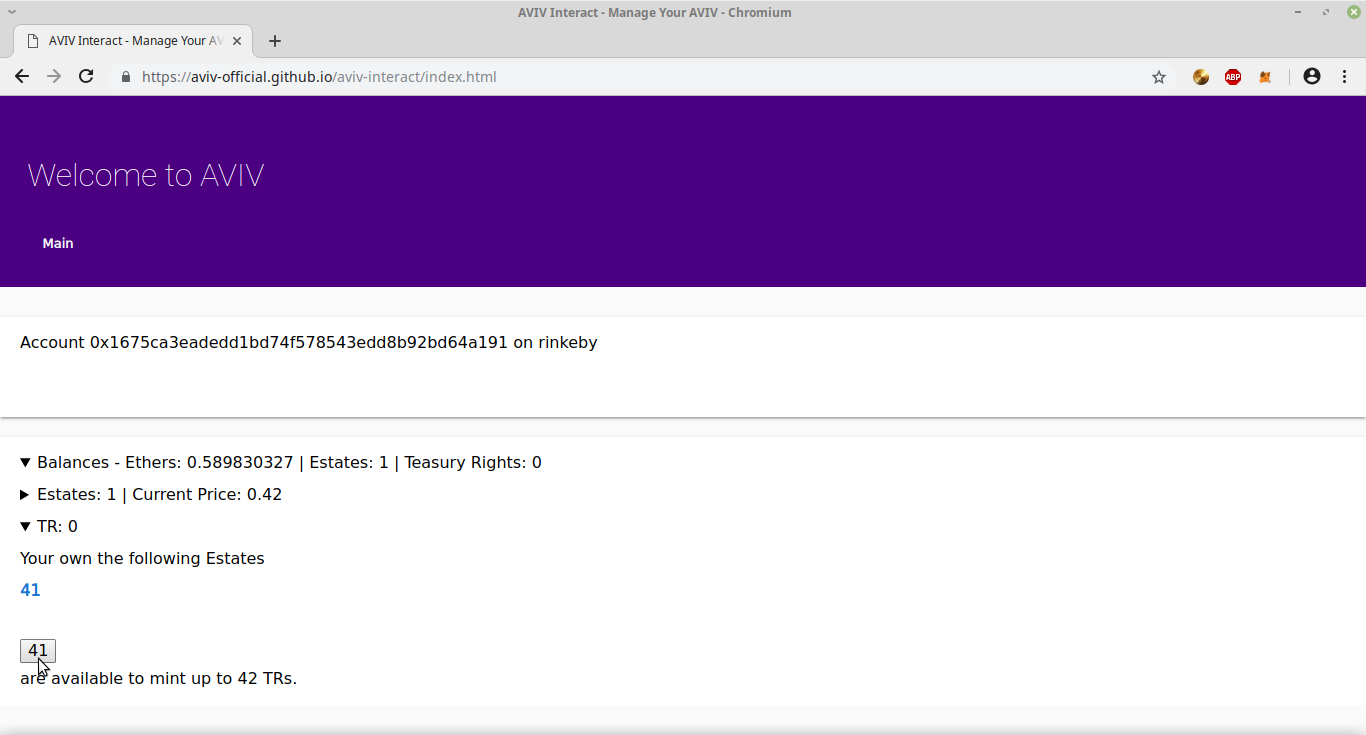 AVIV Interact - Manage Your AVIV - Chromium
AVIV Interact - Manage Your AV
https://aviv-official.github.io/aviv-interact/index.html
ABP
Welcome to AVIV
Main
Account 0x1675ca3eadedd1bd74f578543edd8b92bd64a191 on rinkeby
Balances - Ethers: 0.589830327 | Estates: 1 | Teasury Rights: 0
Estates: 1 | Current Price: 0.42
TR: 0
Your own the following Estates
41
41
are available to mint up to 42 TRs.